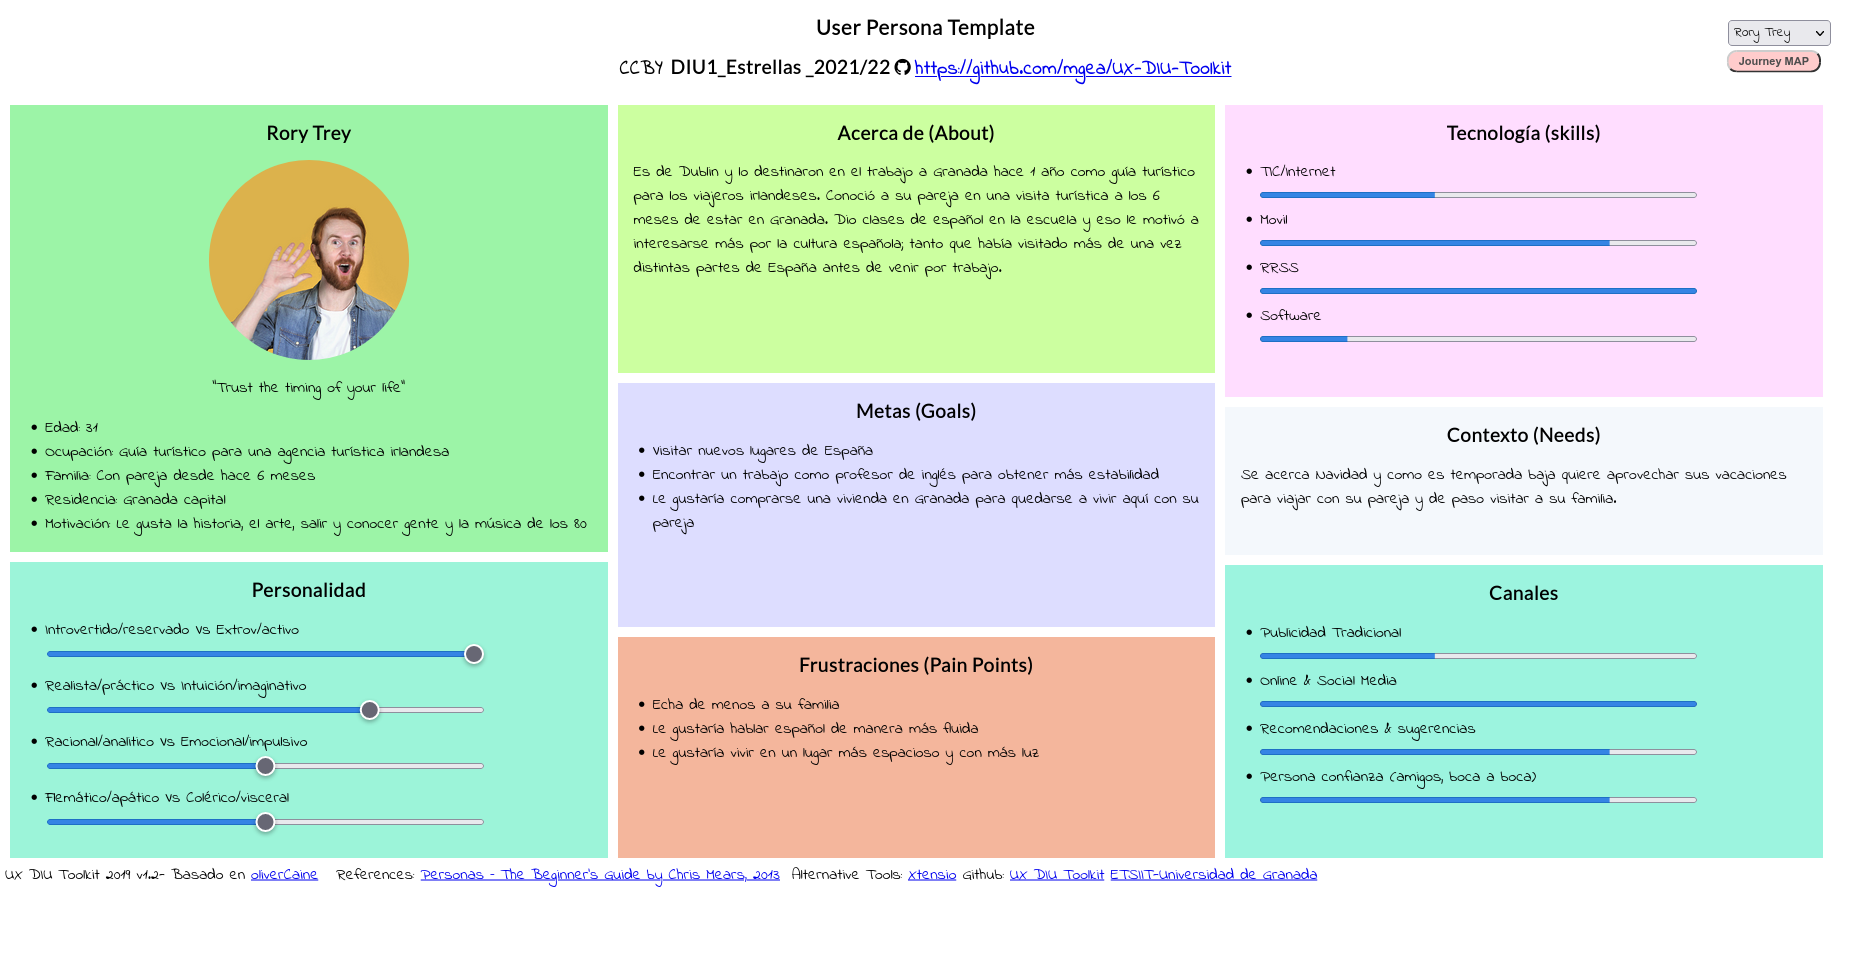 User Persona Template
CCBY DIU1_Estrellas _2021/22 https://github.com/mgea/UX-DIU-Toolkit
Rory Trey
Journey MAP
Rory Trey
"Trust the timing of your life"
Edad: 31
Ocupación: Guía turístico para una agencia turística irlandesa
Familia: Con pareja desde hace 6 meses
Residencia: Granada capital
Motivación: Le gusta la historia, el arte, salir y conocer gente y la música de los 80
Personalidad
Introvertido/reservado Vs Extrov/activo
Realista/práctico Vs Intuición/imaginativo
Racional/analítico Vs Emocional/impulsivo
Flemático/apático Vs Colérico/visceral
Acerca de (About)
Es de Dublin y lo destinaron en el trabajo a Granada hace 1 año como guía turístico
para los viajeros irlandeses. Conoció a su pareja en una visita turística a los 6
meses de estar en Granada. Dio clases de español en la escuela y eso le motivó a
interesarse más por la cultura española; tanto que había visitado más de una vez
distintas partes de España antes de venir por trabajo.
Metas (Goals)
Visitar nuevos lugares de España
Encontrar un trabajo como profesor de inglés para obtener más estabilidad
Le gustaría comprarse una vivienda en Granada para quedarse a vivir aquí con su
pareja
Frustraciones (Pain Points)
Echa de menos a su familia
Le gustaría hablar español de manera más fluida
Le gustaría vivir en un lugar más espacioso y con más luz
Tecnología (skills)
TIC/Internet
Movil
RRSS
Software
Contexto (Needs)
Se acerca Navidad y como es temporada baja quiere aprovechar sus vacaciones
para viajar con su pareja y de paso visitar a su familia.
Canales
Publicidad Tradicional
Online & Social Media
Recomendaciones & sugerencias
Persona confianza (amigos, boca a boca)
UX DIU Toolkit 2019 v1.2- Basado en oliverCaine References: Personas - The Beginner's Guide by Chris Mears, 2013 Alternative Tools: Xtensio Github: UX DIU Toolkit ETSIIT-Universidad de Granada